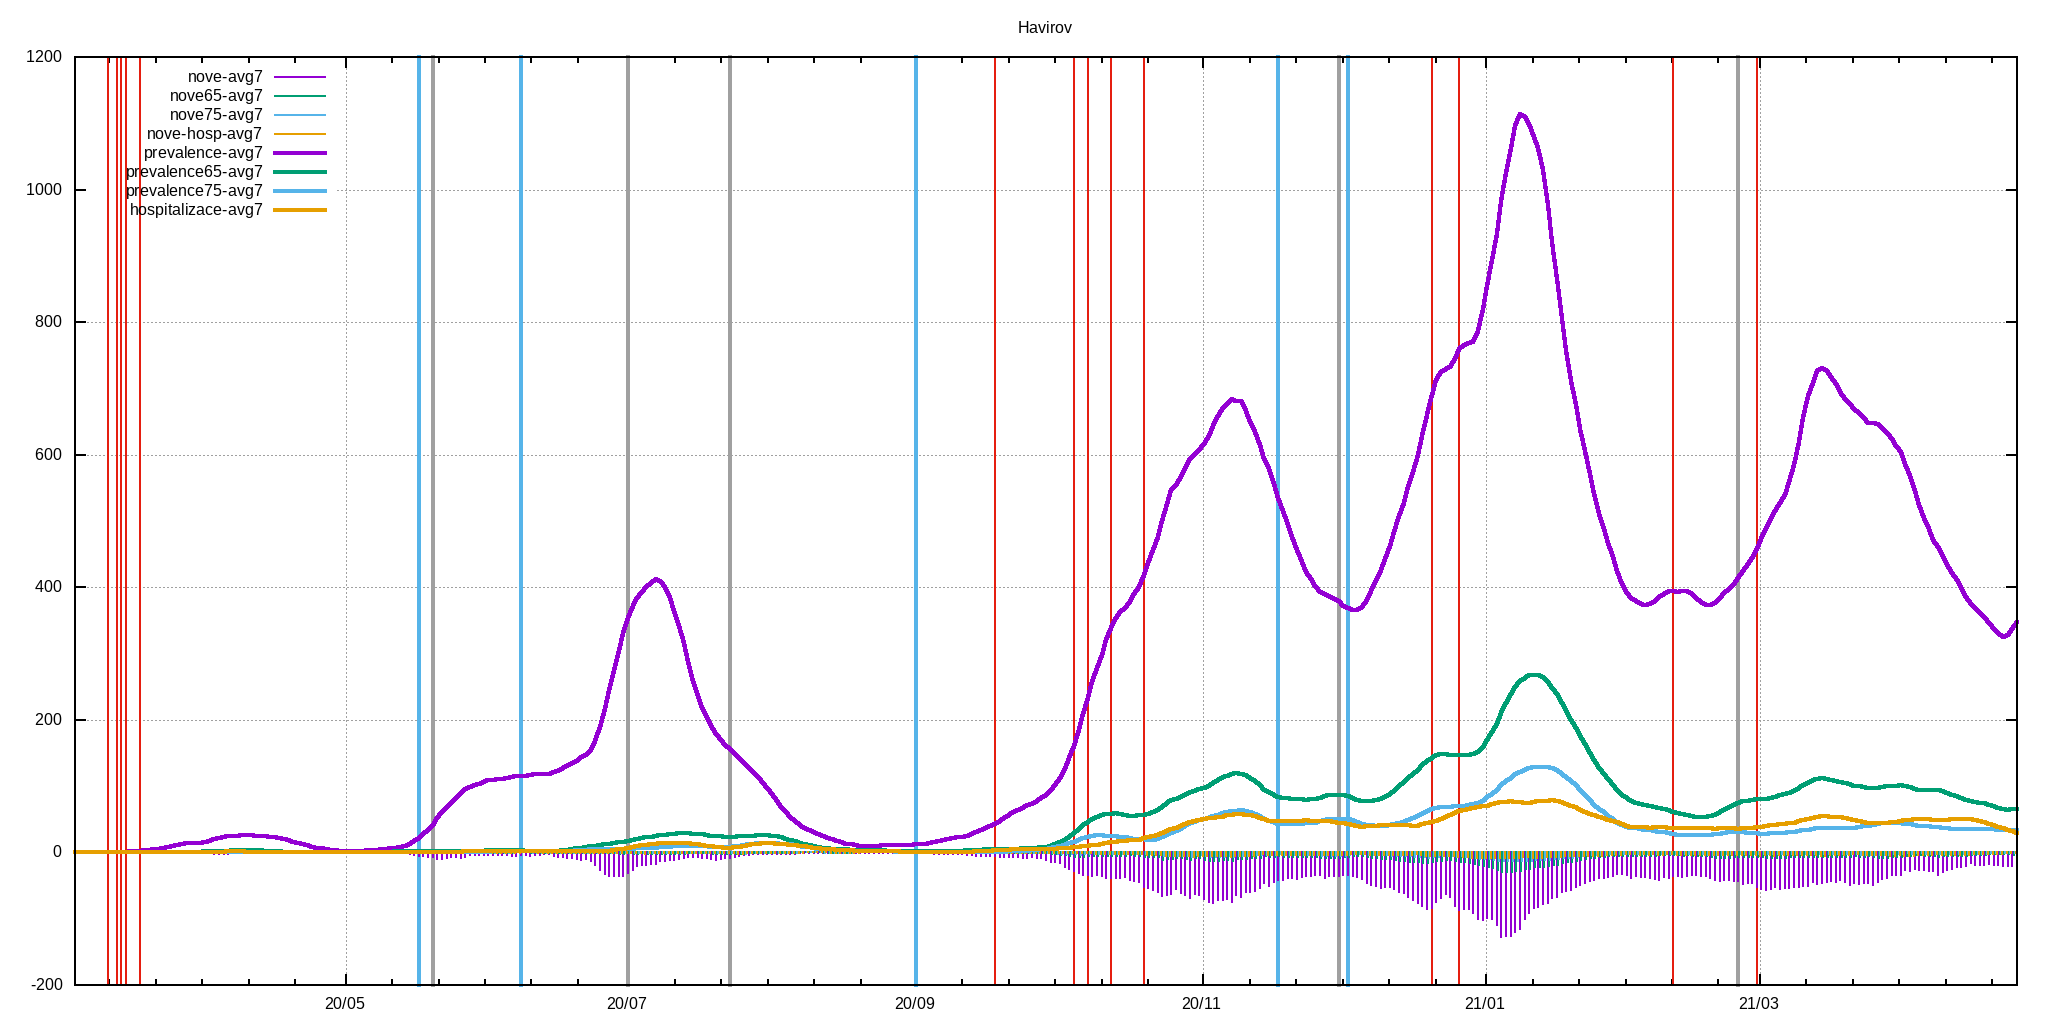 Havirov
1200
1000
800
600
400
200
0
-200
nove-avg7
nove65-avg7
nove75-avg7
nove-hosp-avg7
prevalence-avg7
prevalence65-avg7
prevalence75-avg7
hospitalizace-avg7
20/05 20/07 20/09 20/11 21/01 21/03